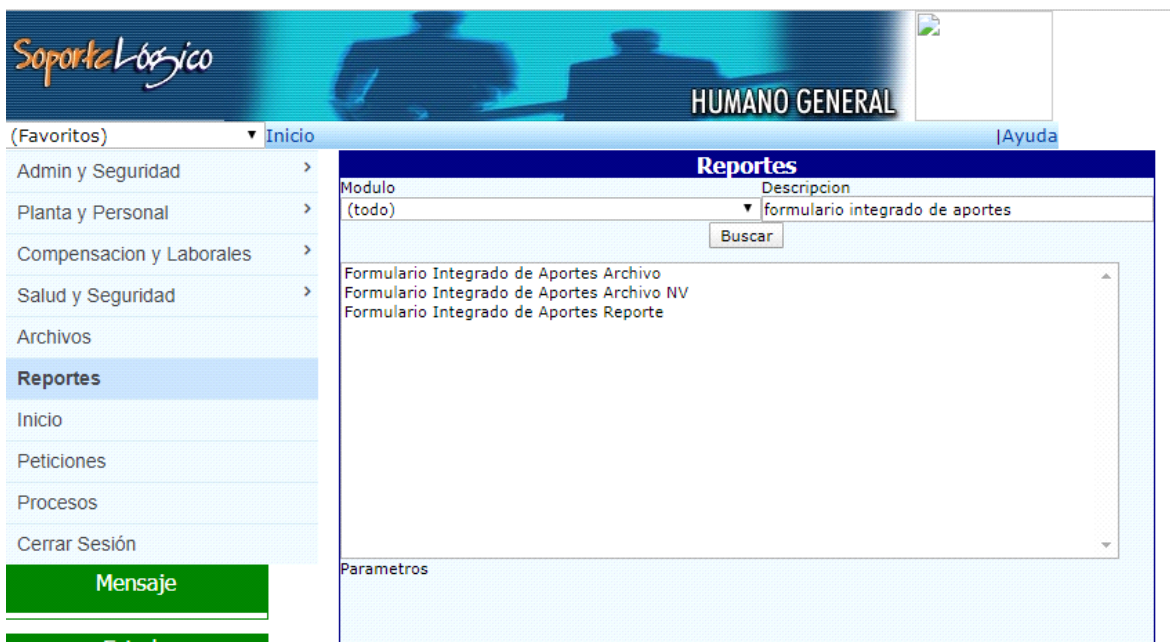 SoporteLógico
HUMANO GENERAL
(Favoritos)
Inicio
|Ayuda
Admin y Seguridad
Planta y Personal
Compensacion y Laborales
Salud y Seguridad
Archivos
Reportes
Inicio
Peticiones
Procesos
Cerrar Sesión
Mensaje
Reportes
Modulo Descripcion
(todo) formulario integrado de aportes
Buscar
Formulario Integrado de Aportes Archivo
Formulario Integrado de Aportes Archivo NV
Formulario Integrado de Aportes Reporte
Parametros